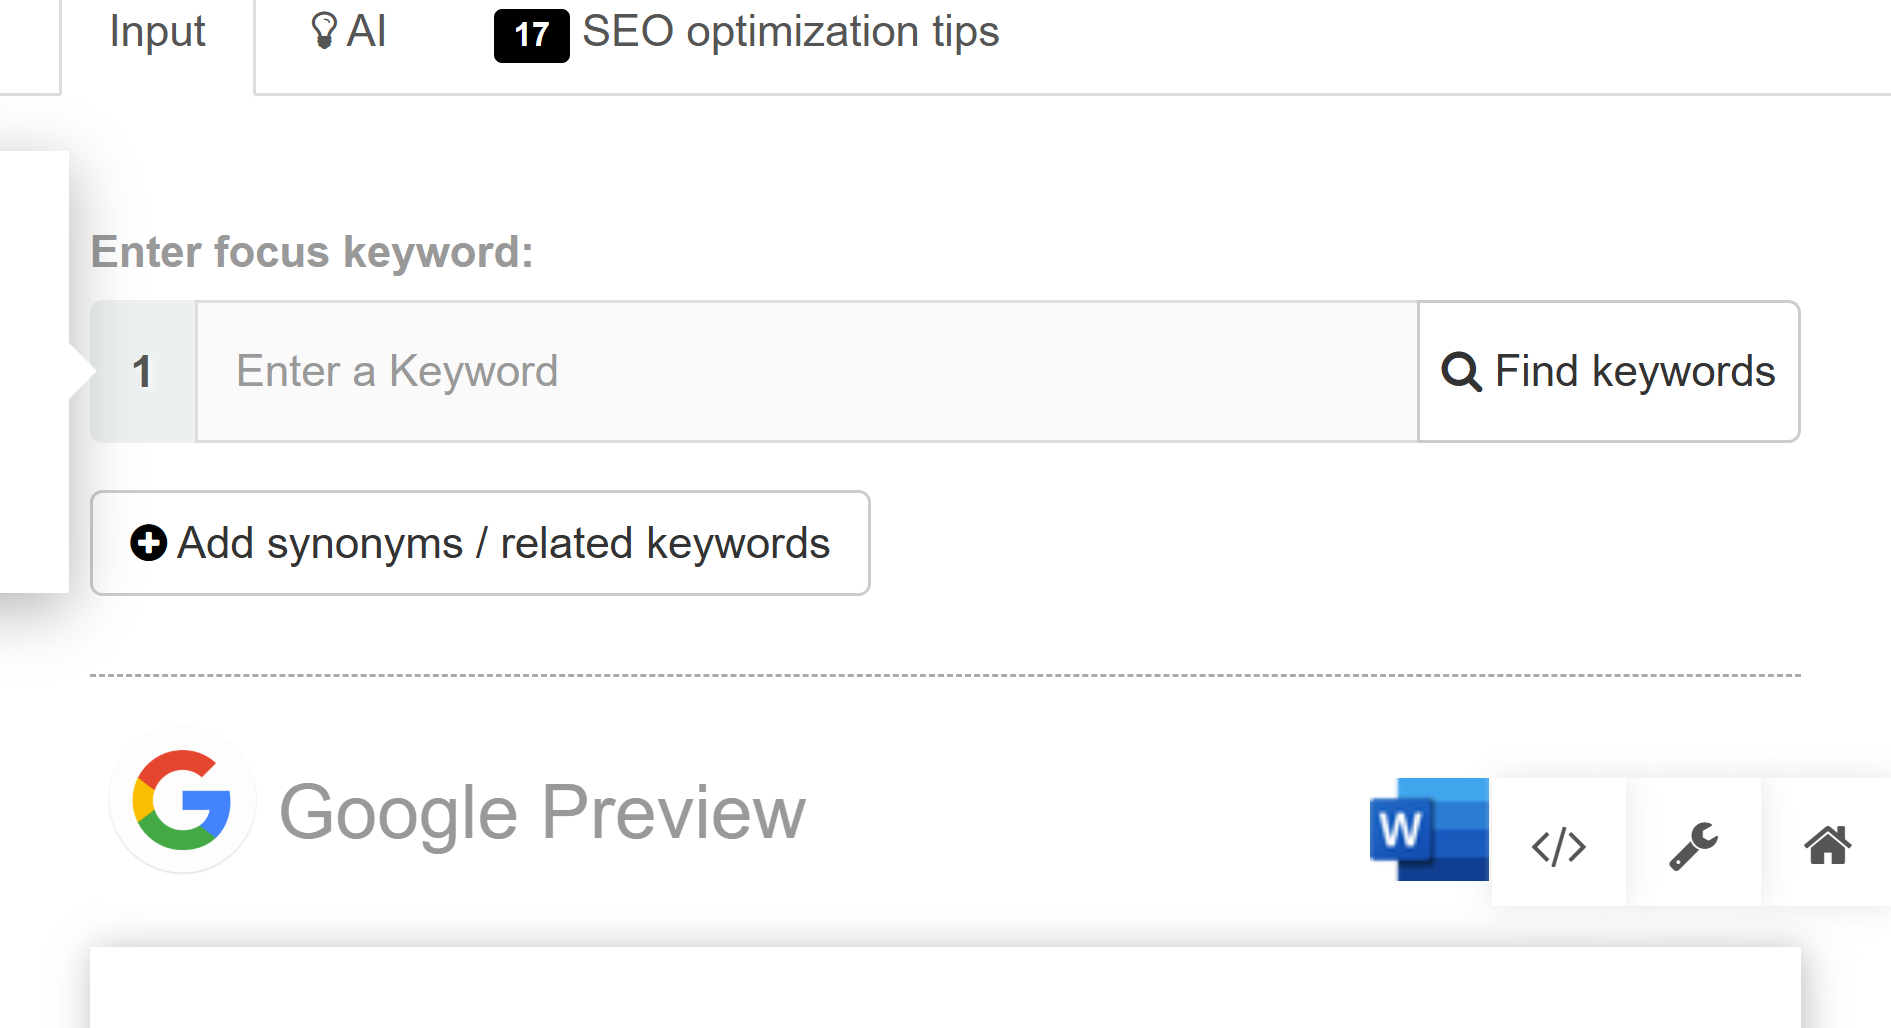 Input AI 17 SEO optimization tips
Enter focus keyword:
1 Enter a Keyword Find keywords
Add synonyms / related keywords
Google Preview W </>